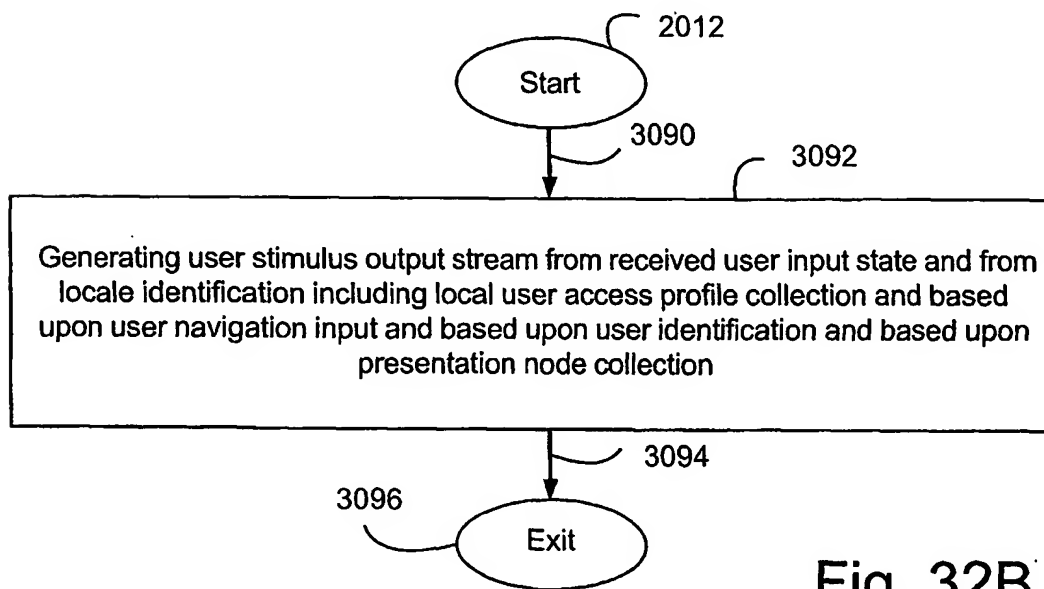 2012
Start
3090
3092
Generating user stimulus output stream from received user input state and from
locale identification including local user access profile collection and based
upon user navigation input and based upon user identification and based upon
presentation node collection
3094
3096
Exit
Fig. 32B